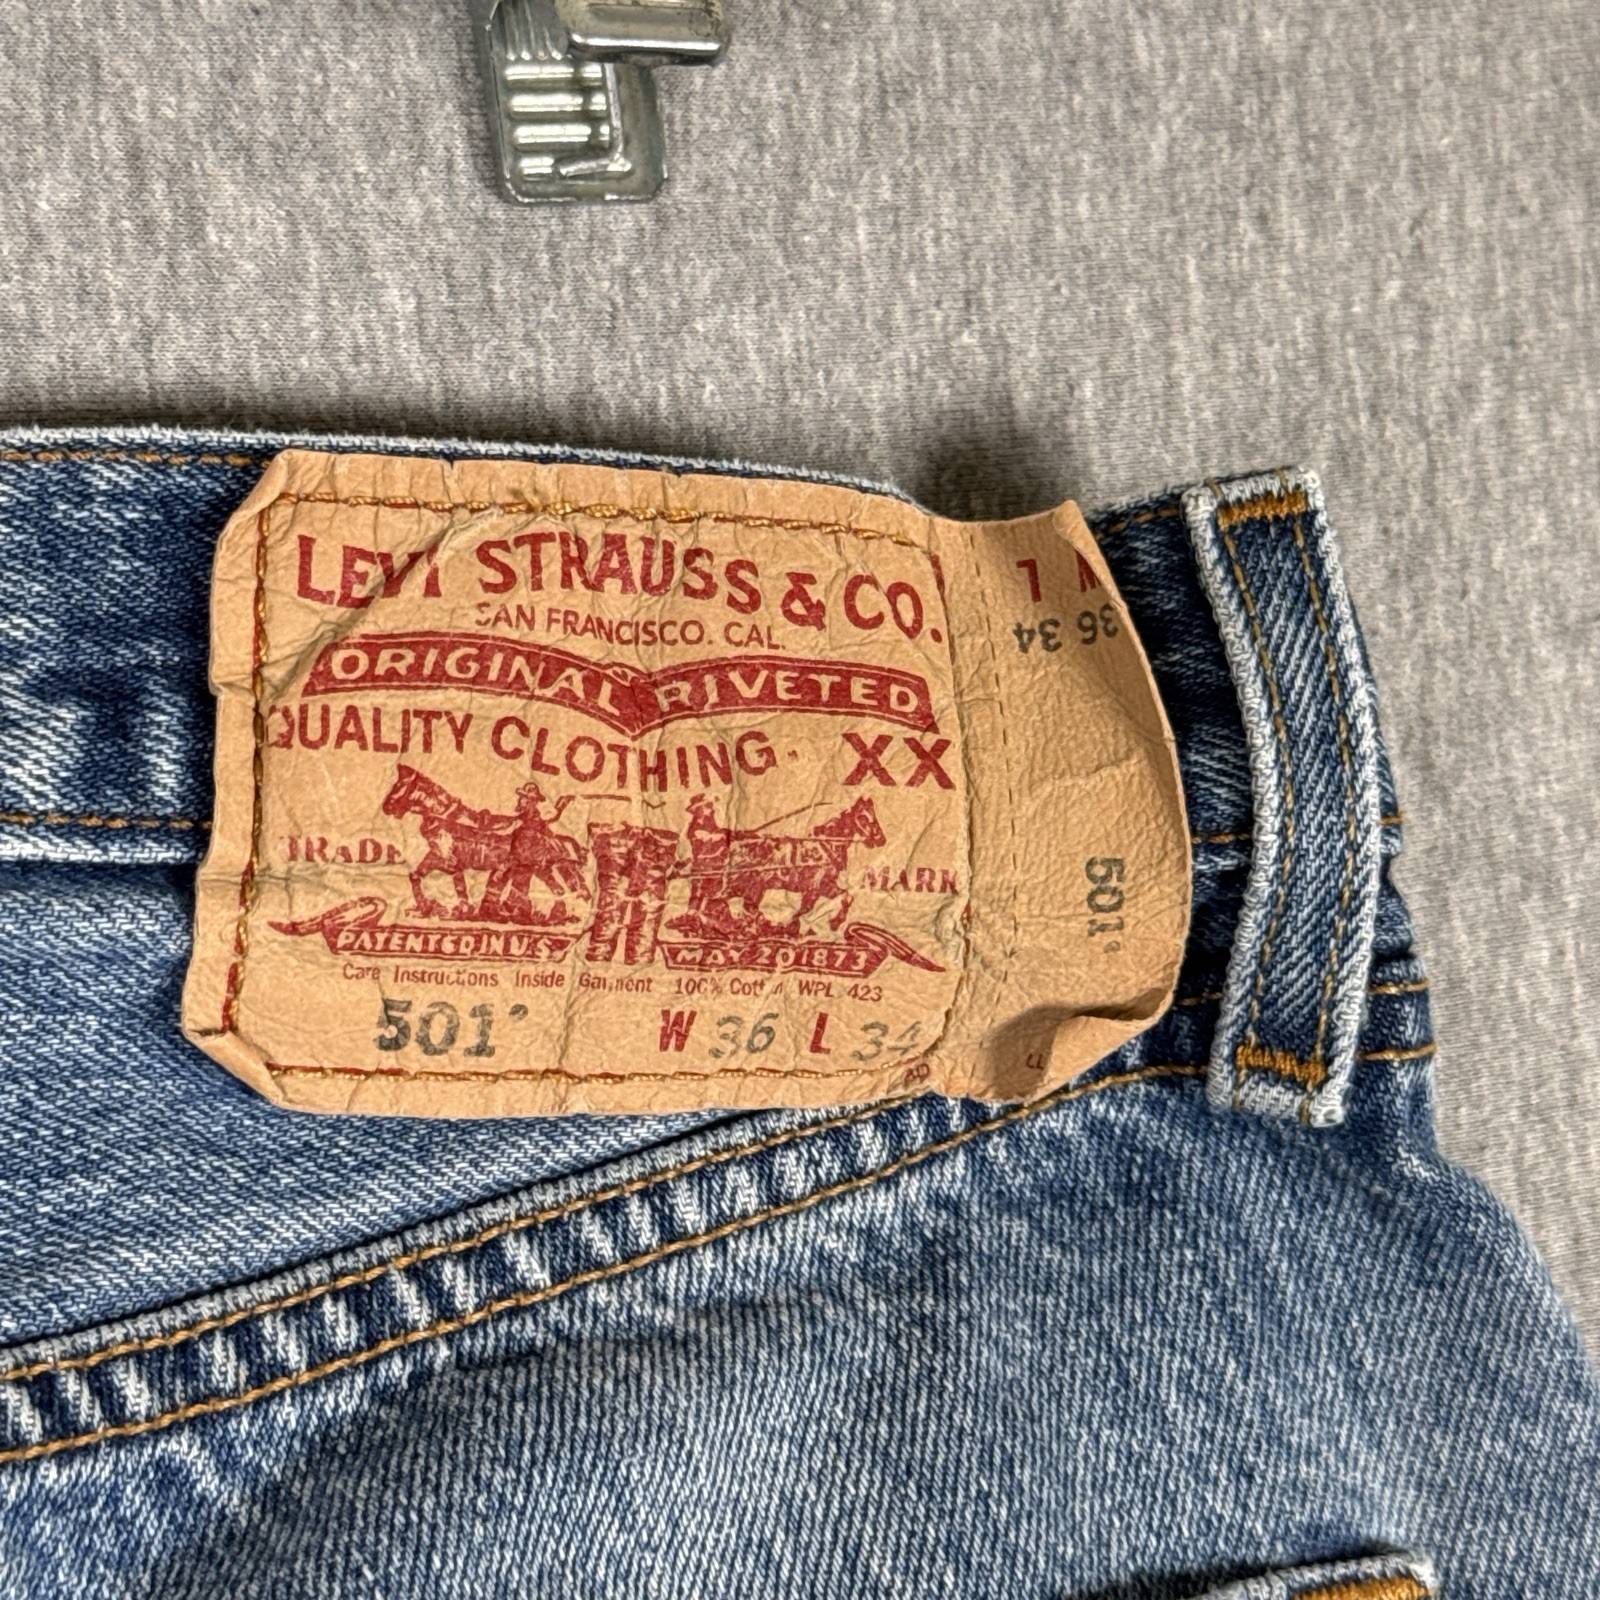 LEVI STRAUSS & CO.
SAN FRANCISCO. CAL.
ORIGINAL RIVETED
QUALITY CLOTHING. XX
TRADE MARK
PATENTED IN U.S. MAY 20 1873
Care Instructions Inside Garment 100% Cotton WPL 423
501® W 36 L 34
W L
36 34
501®